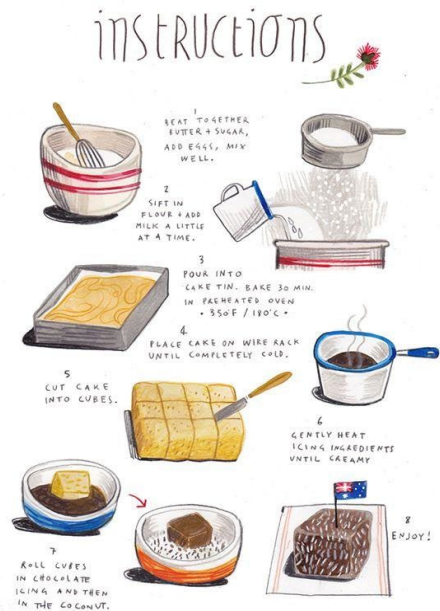 instructions
1
BEAT TOGETHER
BUTTER + SUGAR,
ADD EGGS, MIX
WELL.
2
SIFT IN
FLOUR + ADD
MILK A LITTLE
AT A TIME.
3
POUR INTO
CAKE TIN. BAKE 30 MIN.
IN PREHEATED OVEN
• 350°F / 180°C •
4
PLACE CAKE ON WIRE RACK
UNTIL COMPLETELY COLD.
5
CUT CAKE
INTO CUBES.
6
GENTLY HEAT
ICING INGREDIENTS
UNTIL CREAMY
7
ROLL CUBES
IN CHOCOLATE
ICING AND THEN
IN THE COCONUT.
8
ENJOY!